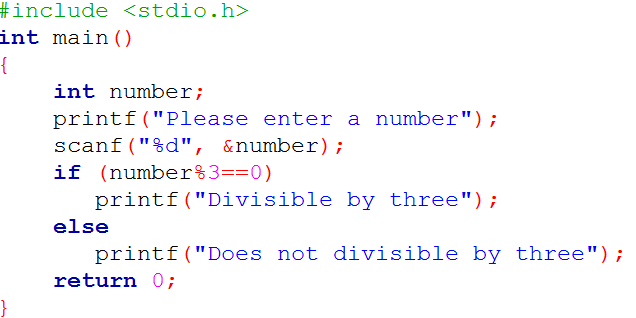 #include <stdio.h>
int main()
{
    int number;
    printf("Please enter a number");
    scanf("%d", &number);
    if (number%3==0)
       printf("Divisible by three");
    else
       printf("Does not divisible by three");
    return 0;
}